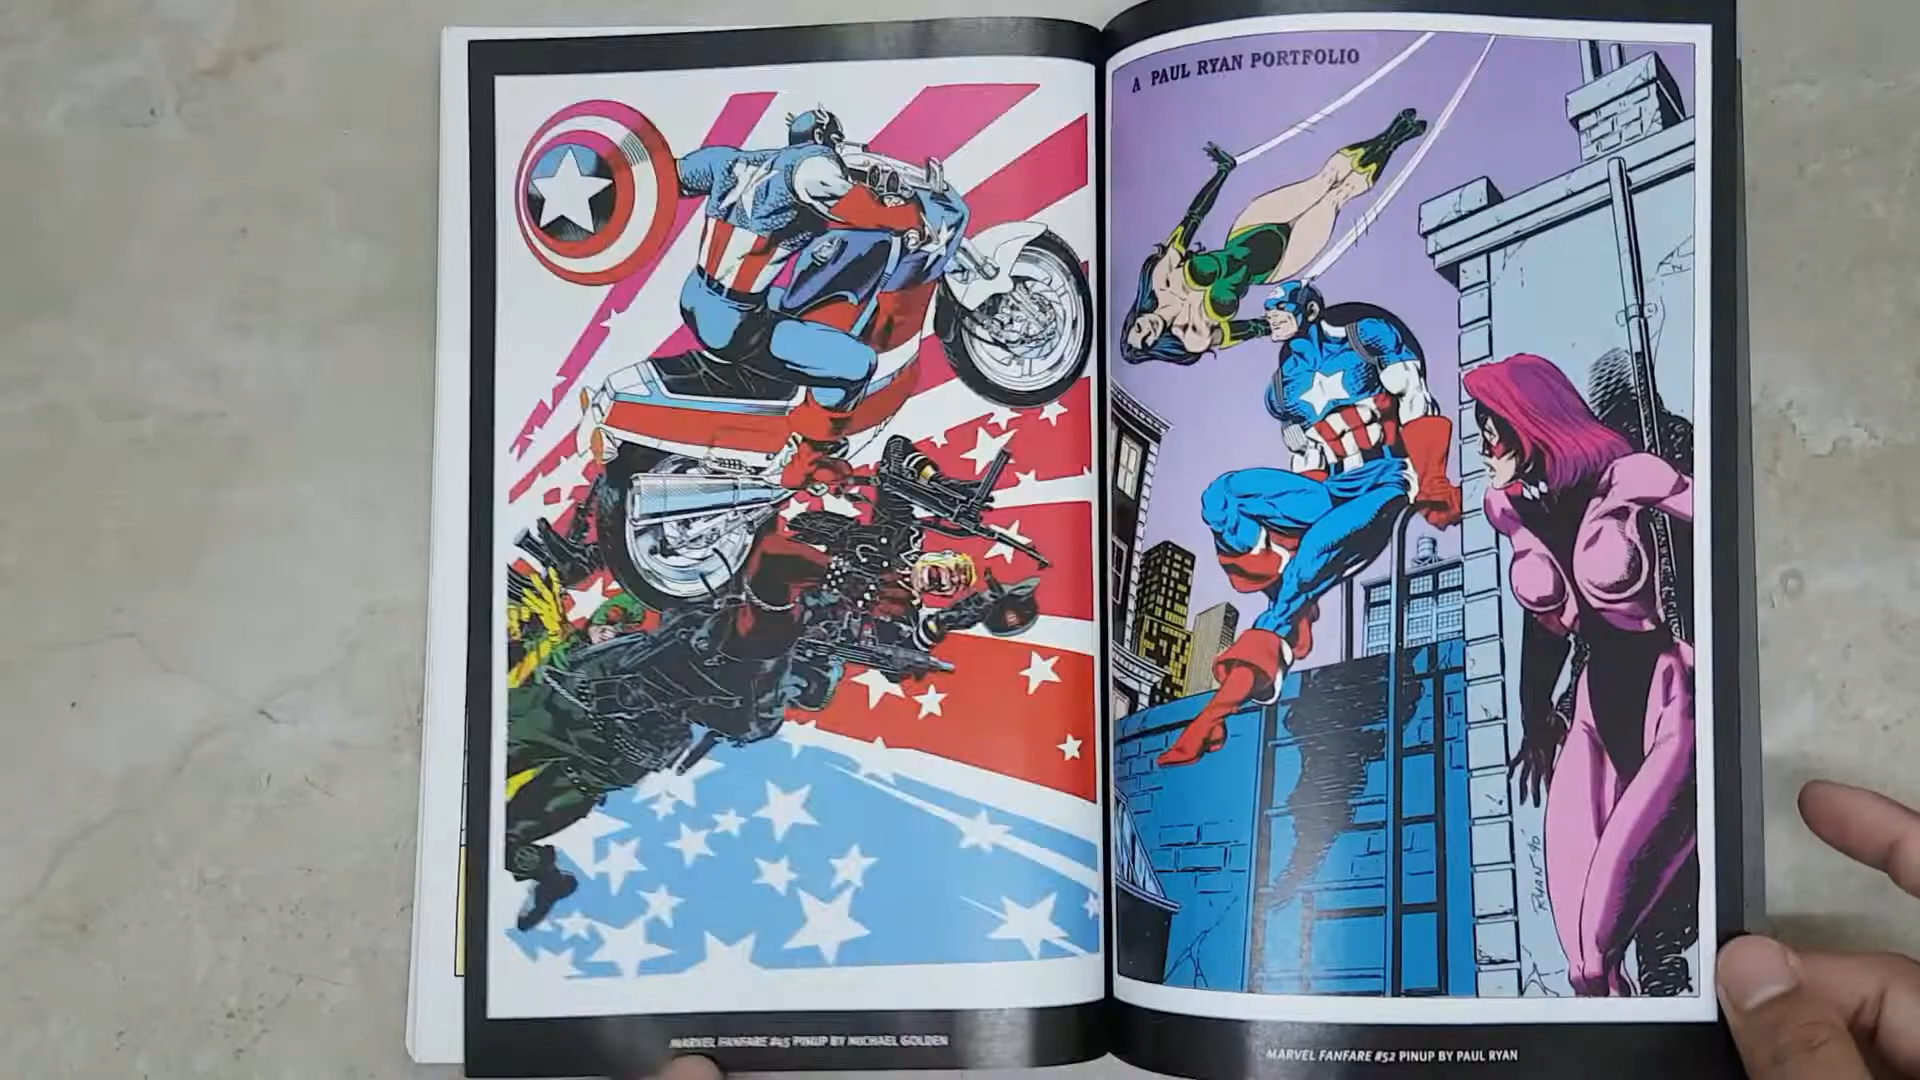 MARVEL FANFARE #45 PINUP BY MICHAEL GOLDEN
A PAUL RYAN PORTFOLIO
RYAN '90
MARVEL FANFARE #52 PINUP BY PAUL RYAN